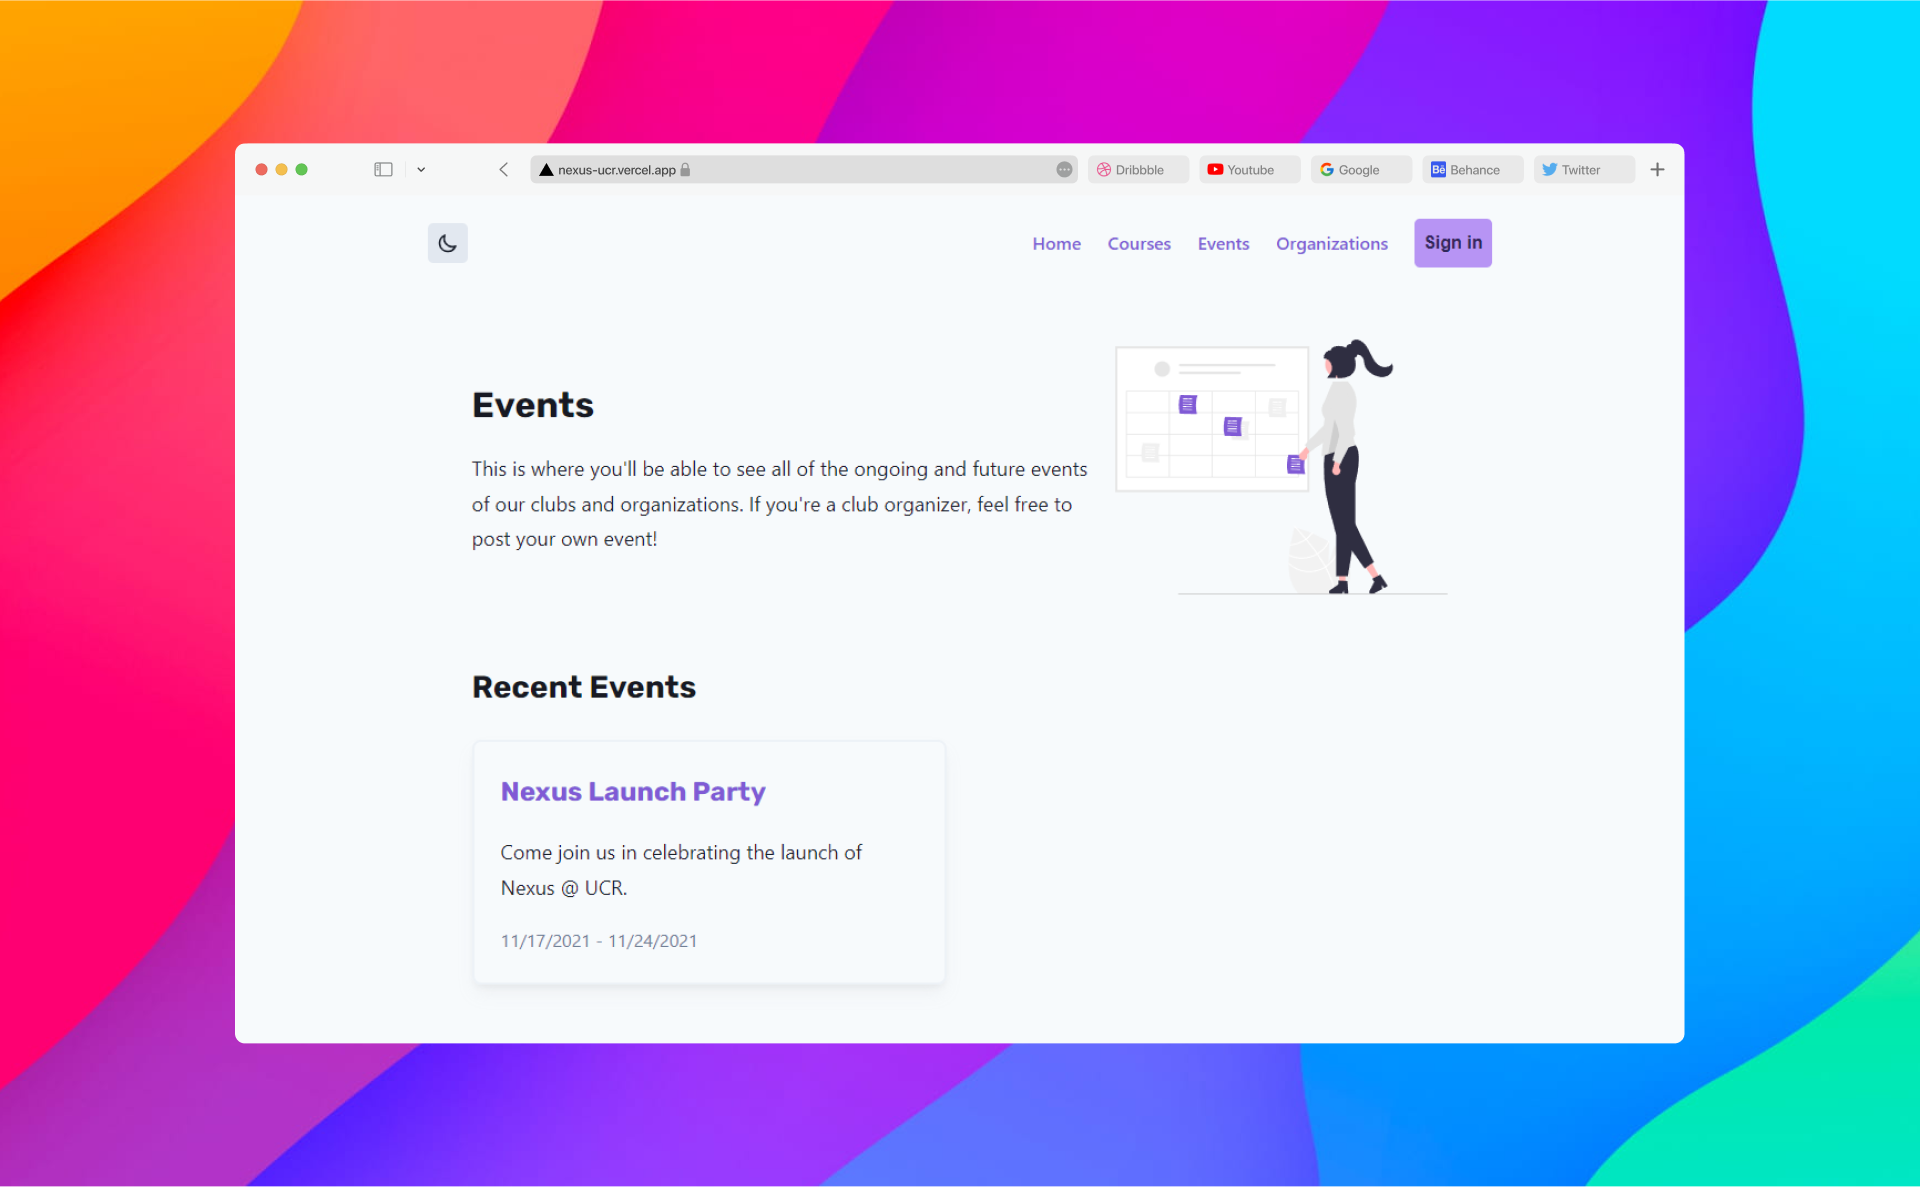 nexus-ucr.vercel.app
Dribbble
Youtube
Google
Bē Behance
Twitter
Home Courses Events Organizations Sign in
Events
This is where you'll be able to see all of the ongoing and future events
of our clubs and organizations. If you're a club organizer, feel free to
post your own event!
Recent Events
Nexus Launch Party
Come join us in celebrating the launch of
Nexus @ UCR.
11/17/2021 - 11/24/2021